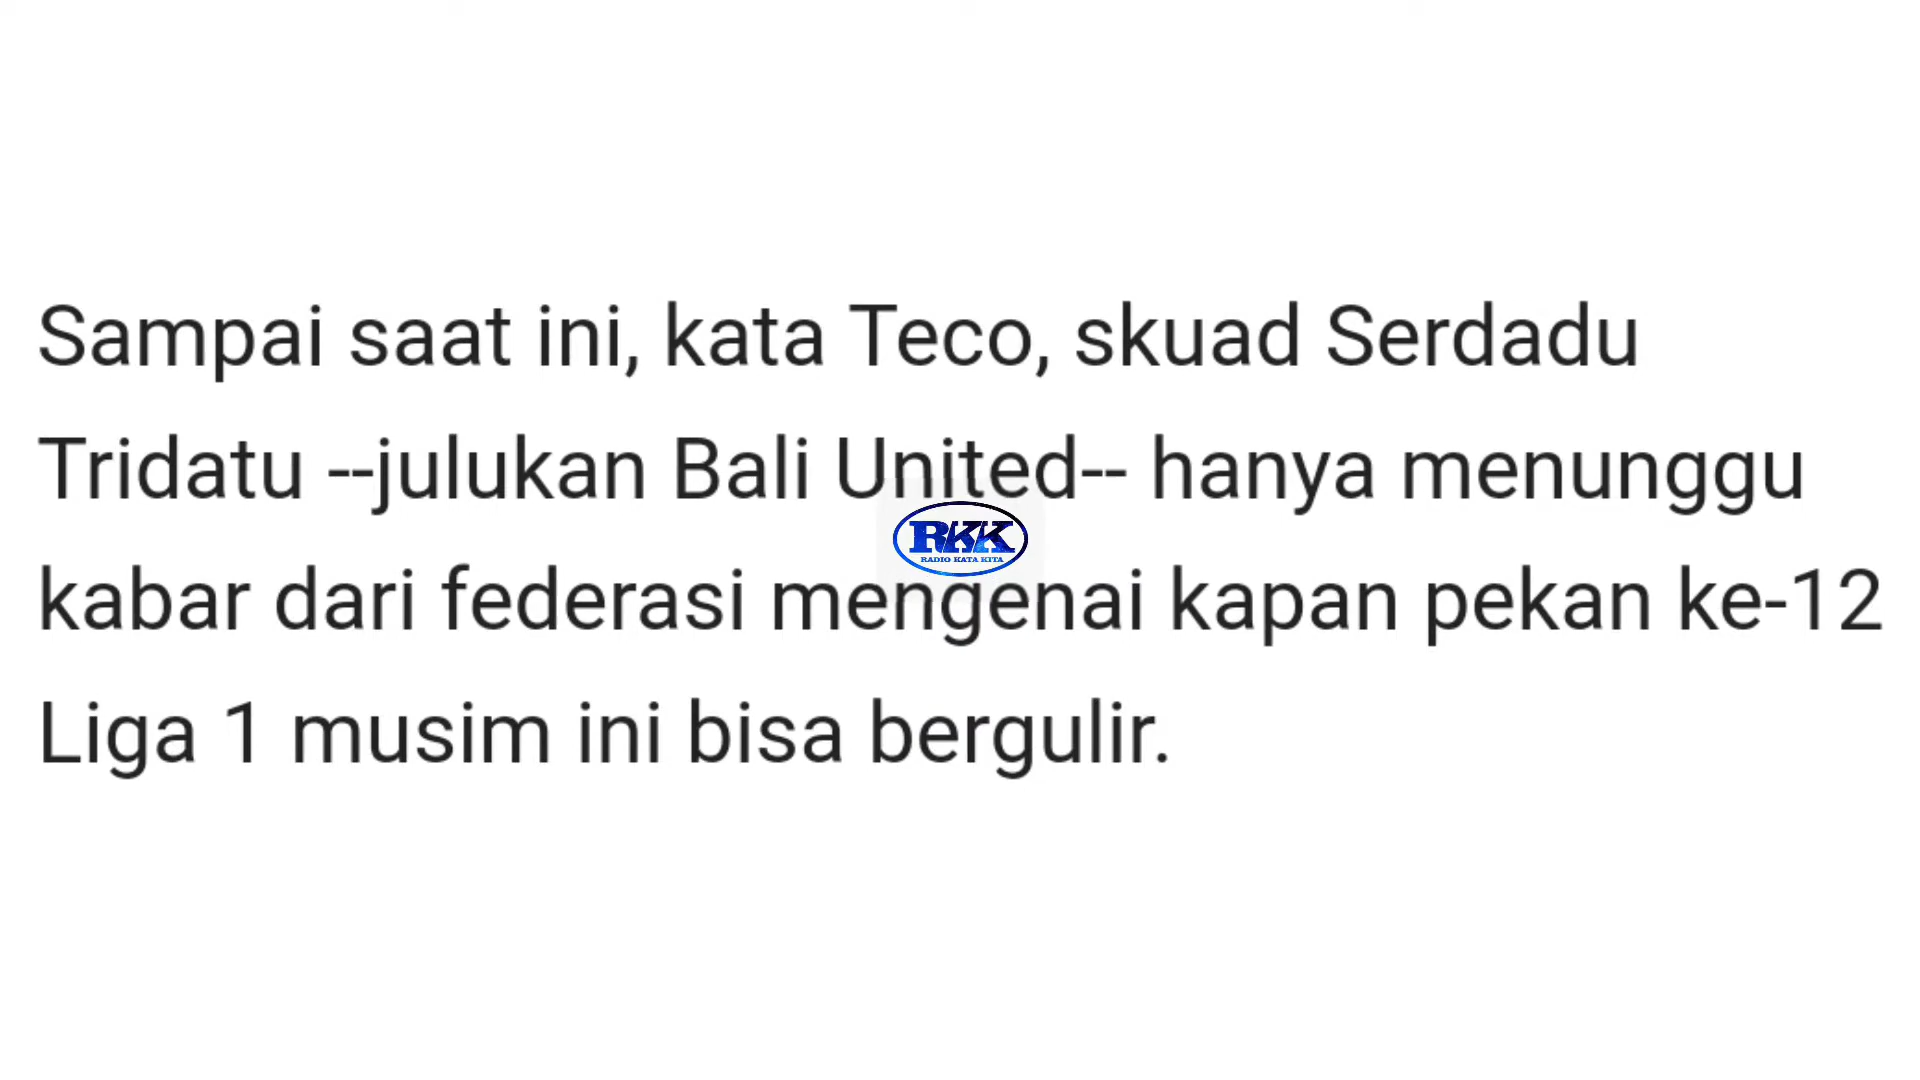 Sampai saat ini, kata Teco, skuad Serdadu
Tridatu --julukan Bali United-- hanya menunggu
RKK
RADIO KATA KITA
kabar dari federasi mengenai kapan pekan ke-12
Liga 1 musim ini bisa bergulir.